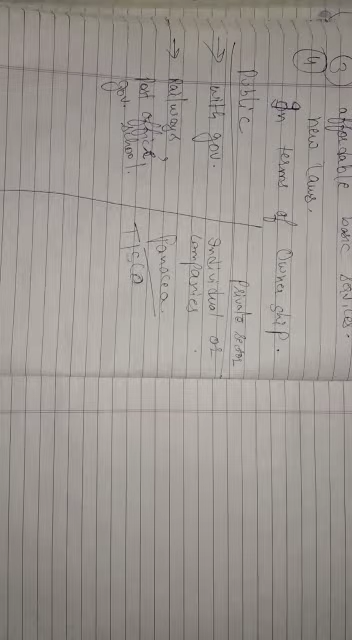 ③ affordable basic services.
④ new laws.
In terms of Ownership.
Public
Private sector
→ with gov.
individual or
companies.
→ Railways,
Post office,
gov. school.
Panacea.
TISCO